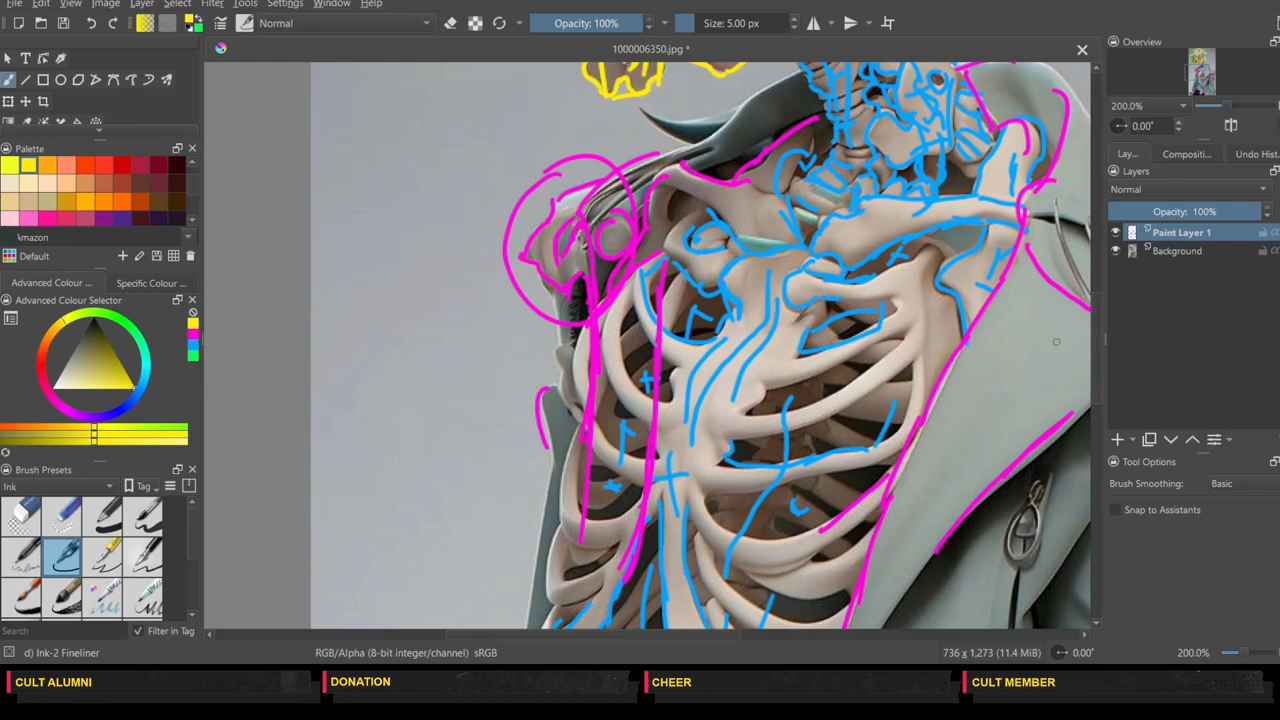 File Edit View Image Layer Select Filter Tools Settings Window Help
Normal
Opacity: 100%
Size: 5.00 px
1000006350.jpg *
Overview
200.0%
0.00°
Lay...
Compositi...
Undo Hist...
Layers
Normal
Opacity: 100%
Paint Layer 1
Background
Tool Options
Brush Smoothing:
Basic
Snap to Assistants
Palette
Default
Advanced Colour ...
Specific Colour ...
Advanced Colour Selector
Brush Presets
Ink
Tag
Search
Filter in Tag
d) Ink-2 Fineliner
RGB/Alpha (8-bit integer/channel) sRGB
736 x 1,273 (11.4 MiB)
0.00°
200.0%
CULT ALUMNI
DONATION
CHEER
CULT MEMBER